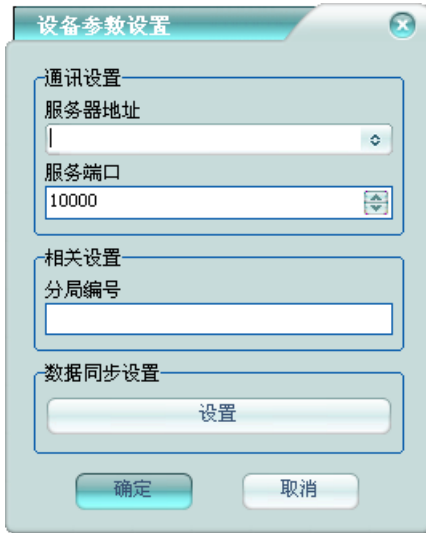 设备参数设置
通讯设置
服务器地址
服务端口
10000
相关设置
分局编号
数据同步设置
设置
确定
取消